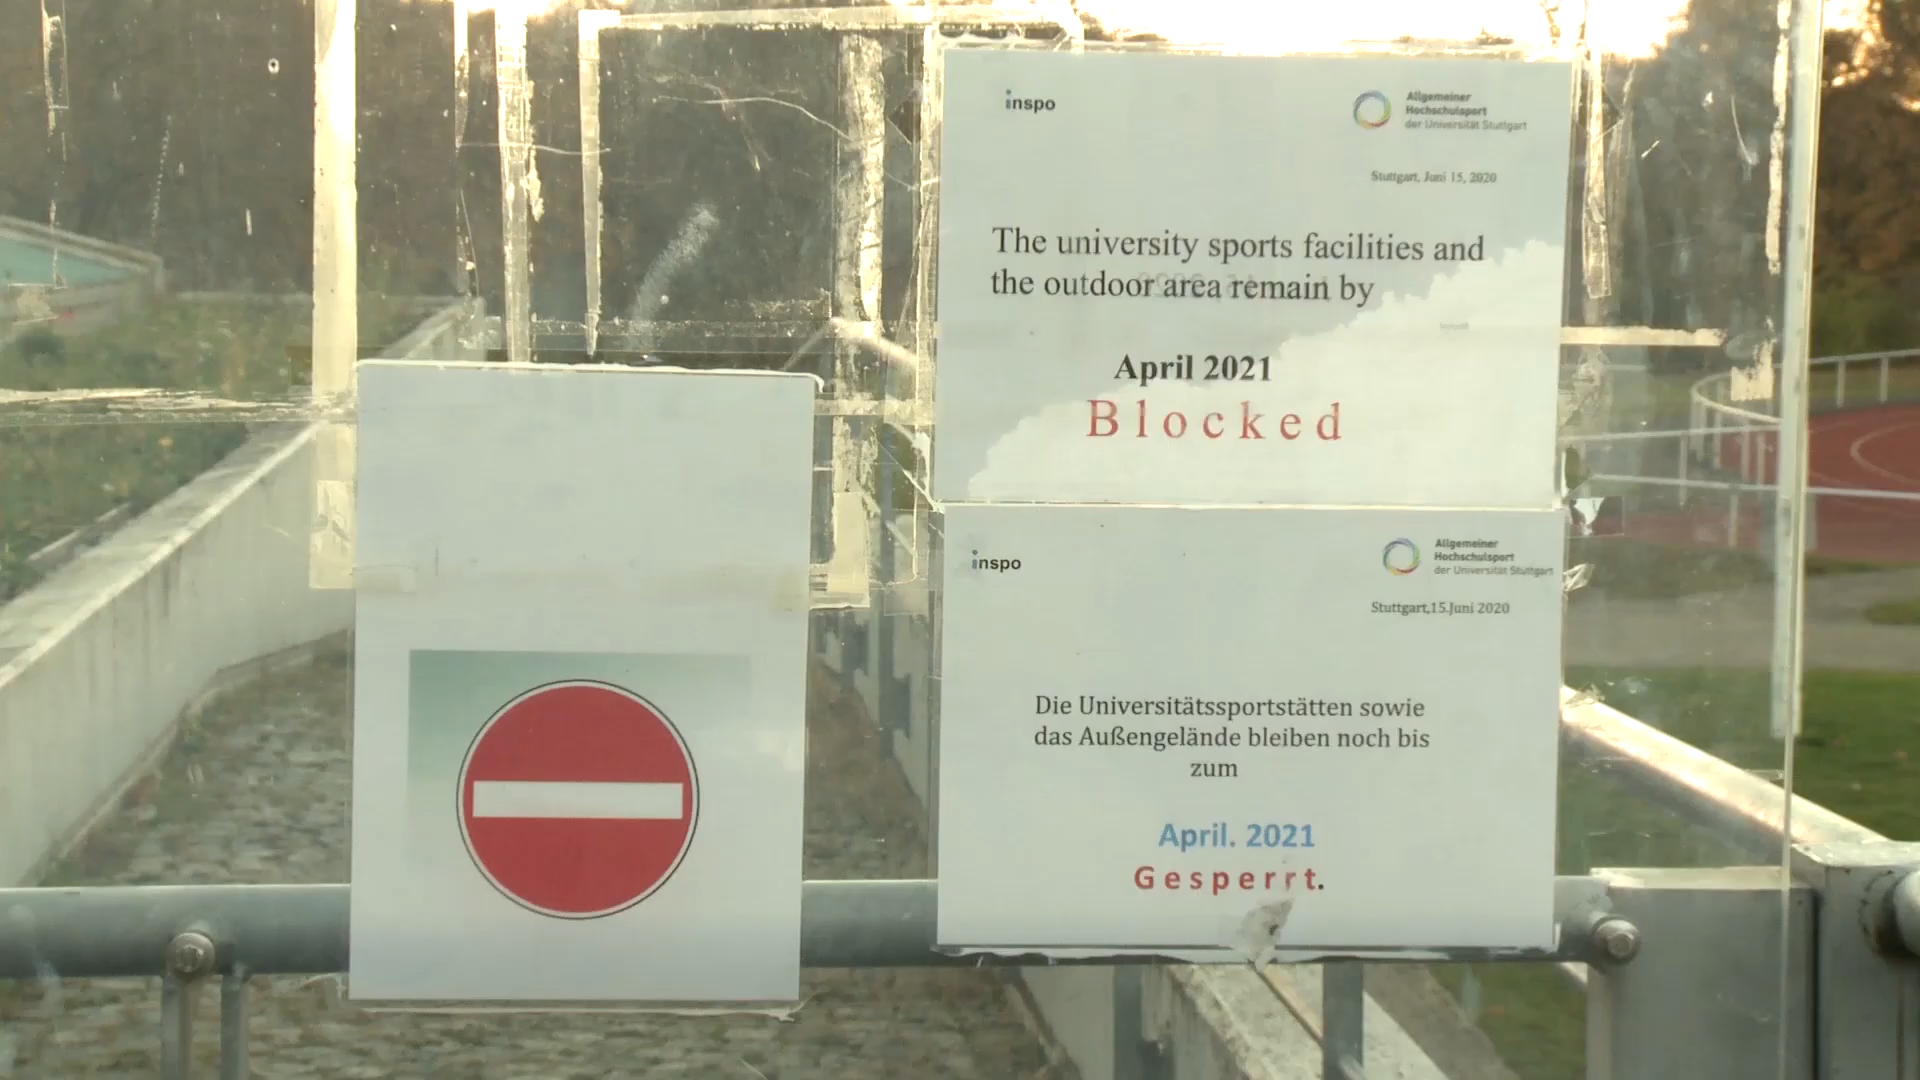 inspo
Allgemeiner
Hochschulsport
der Universität Stuttgart
Stuttgart, Juni 15, 2020
The university sports facilities and
the outdoor area remain by
April 2021
Blocked
inspo
Allgemeiner
Hochschulsport
der Universität Stuttgart
Stuttgart,15.Juni 2020
Die Universitätssportstätten sowie
das Außengelände bleiben noch bis
zum
April. 2021
Gesperrt.